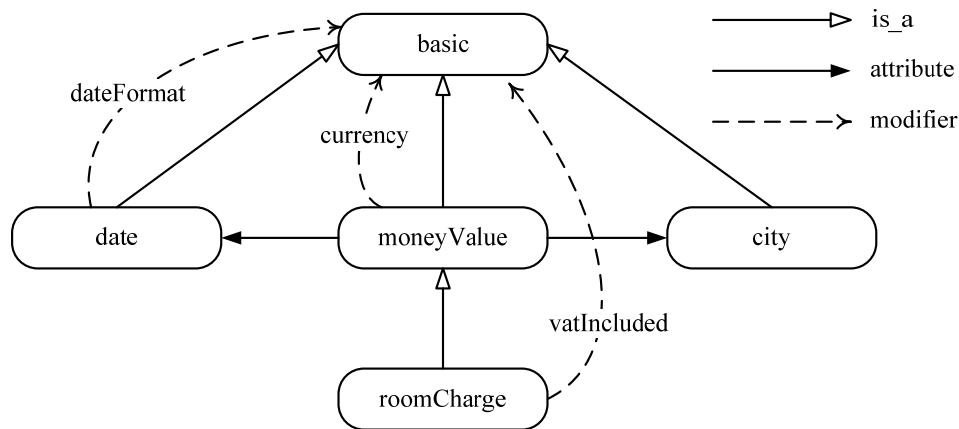 basic
is_a
attribute
modifier
dateFormat
currency
date
moneyValue
city
vatIncluded
roomCharge